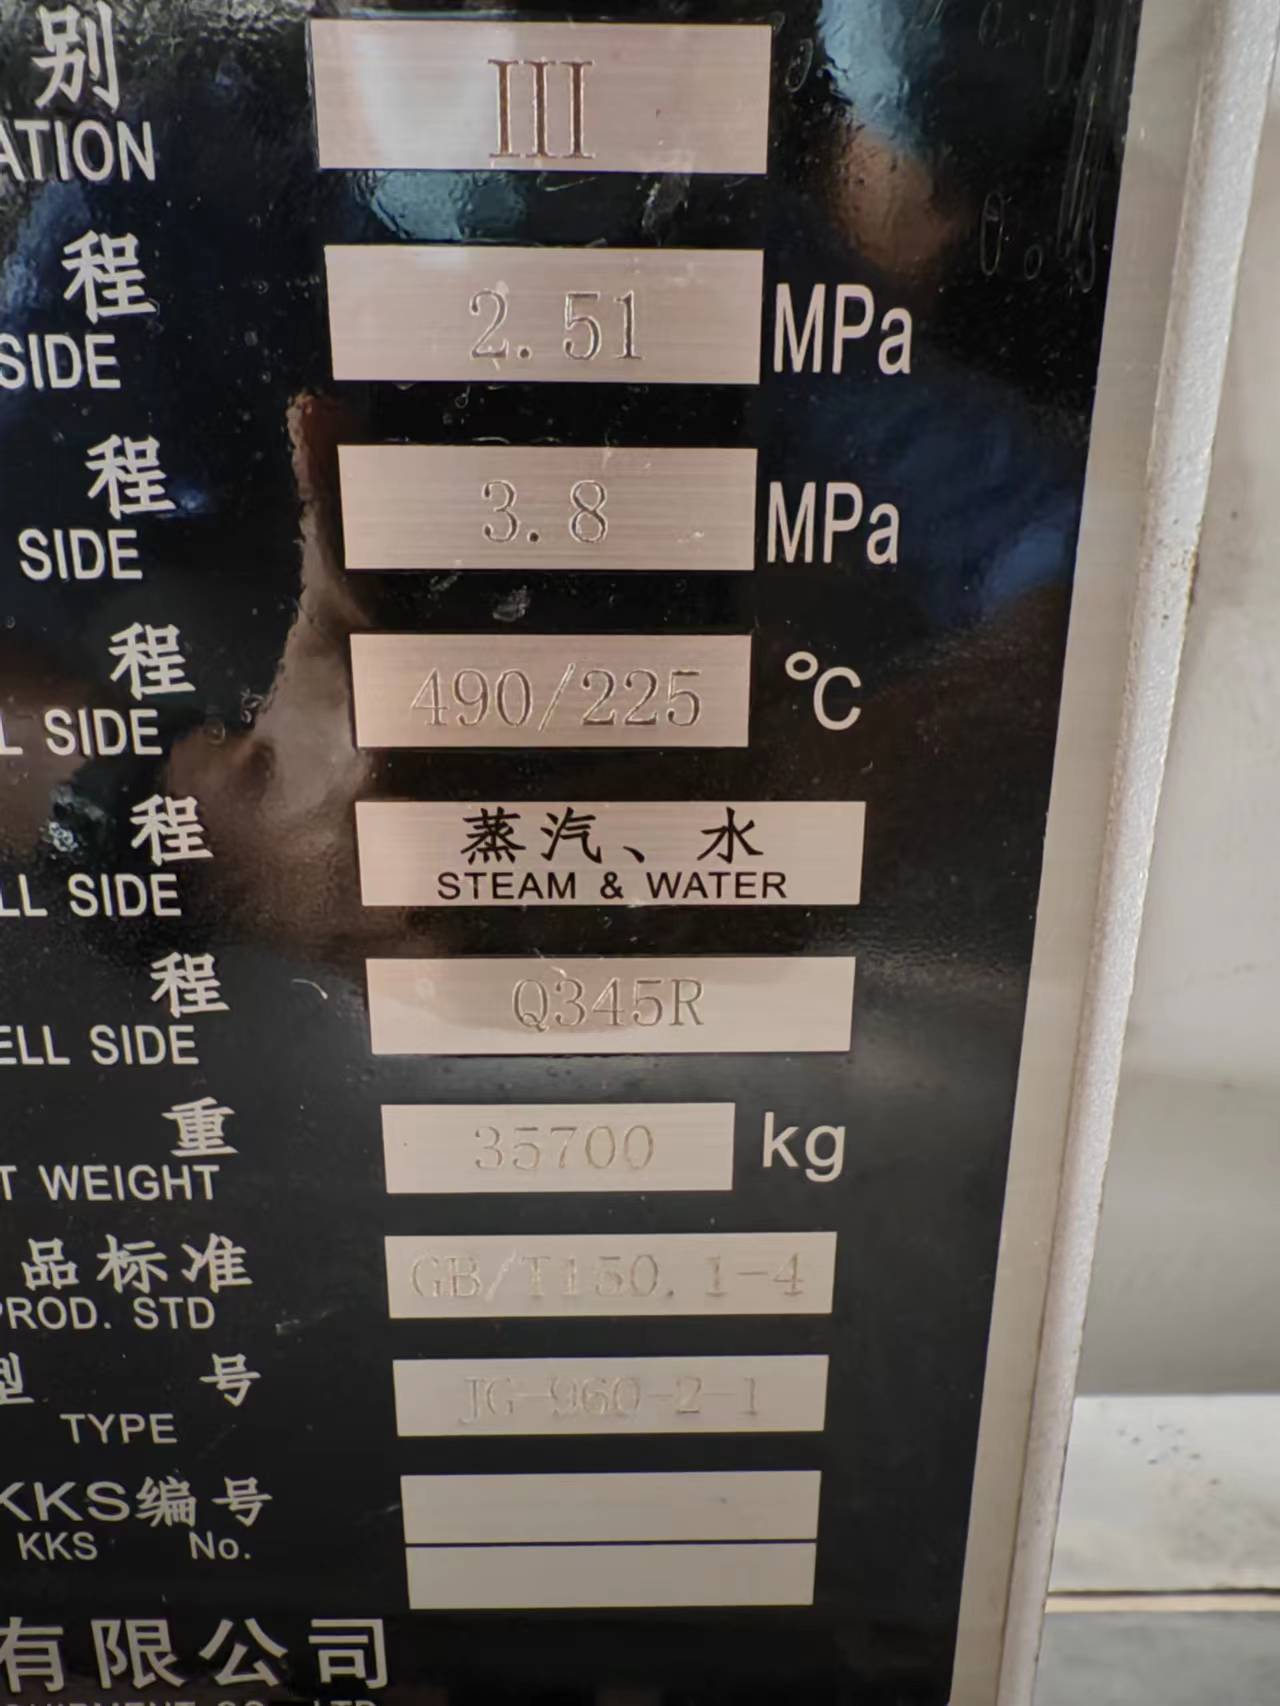 别 III
ATION
程 2.51 MPa
SIDE
程 3.8 MPa
SIDE
程 490/225 ℃
L SIDE
程 蒸汽、水
LL SIDE STEAM & WATER
程 Q345R
ELL SIDE
重 35700 kg
T WEIGHT
品标准 GB/T150.1-4
PROD. STD
型 号 JG-960-2-1
TYPE
KKS编号
KKS No.
有限公司